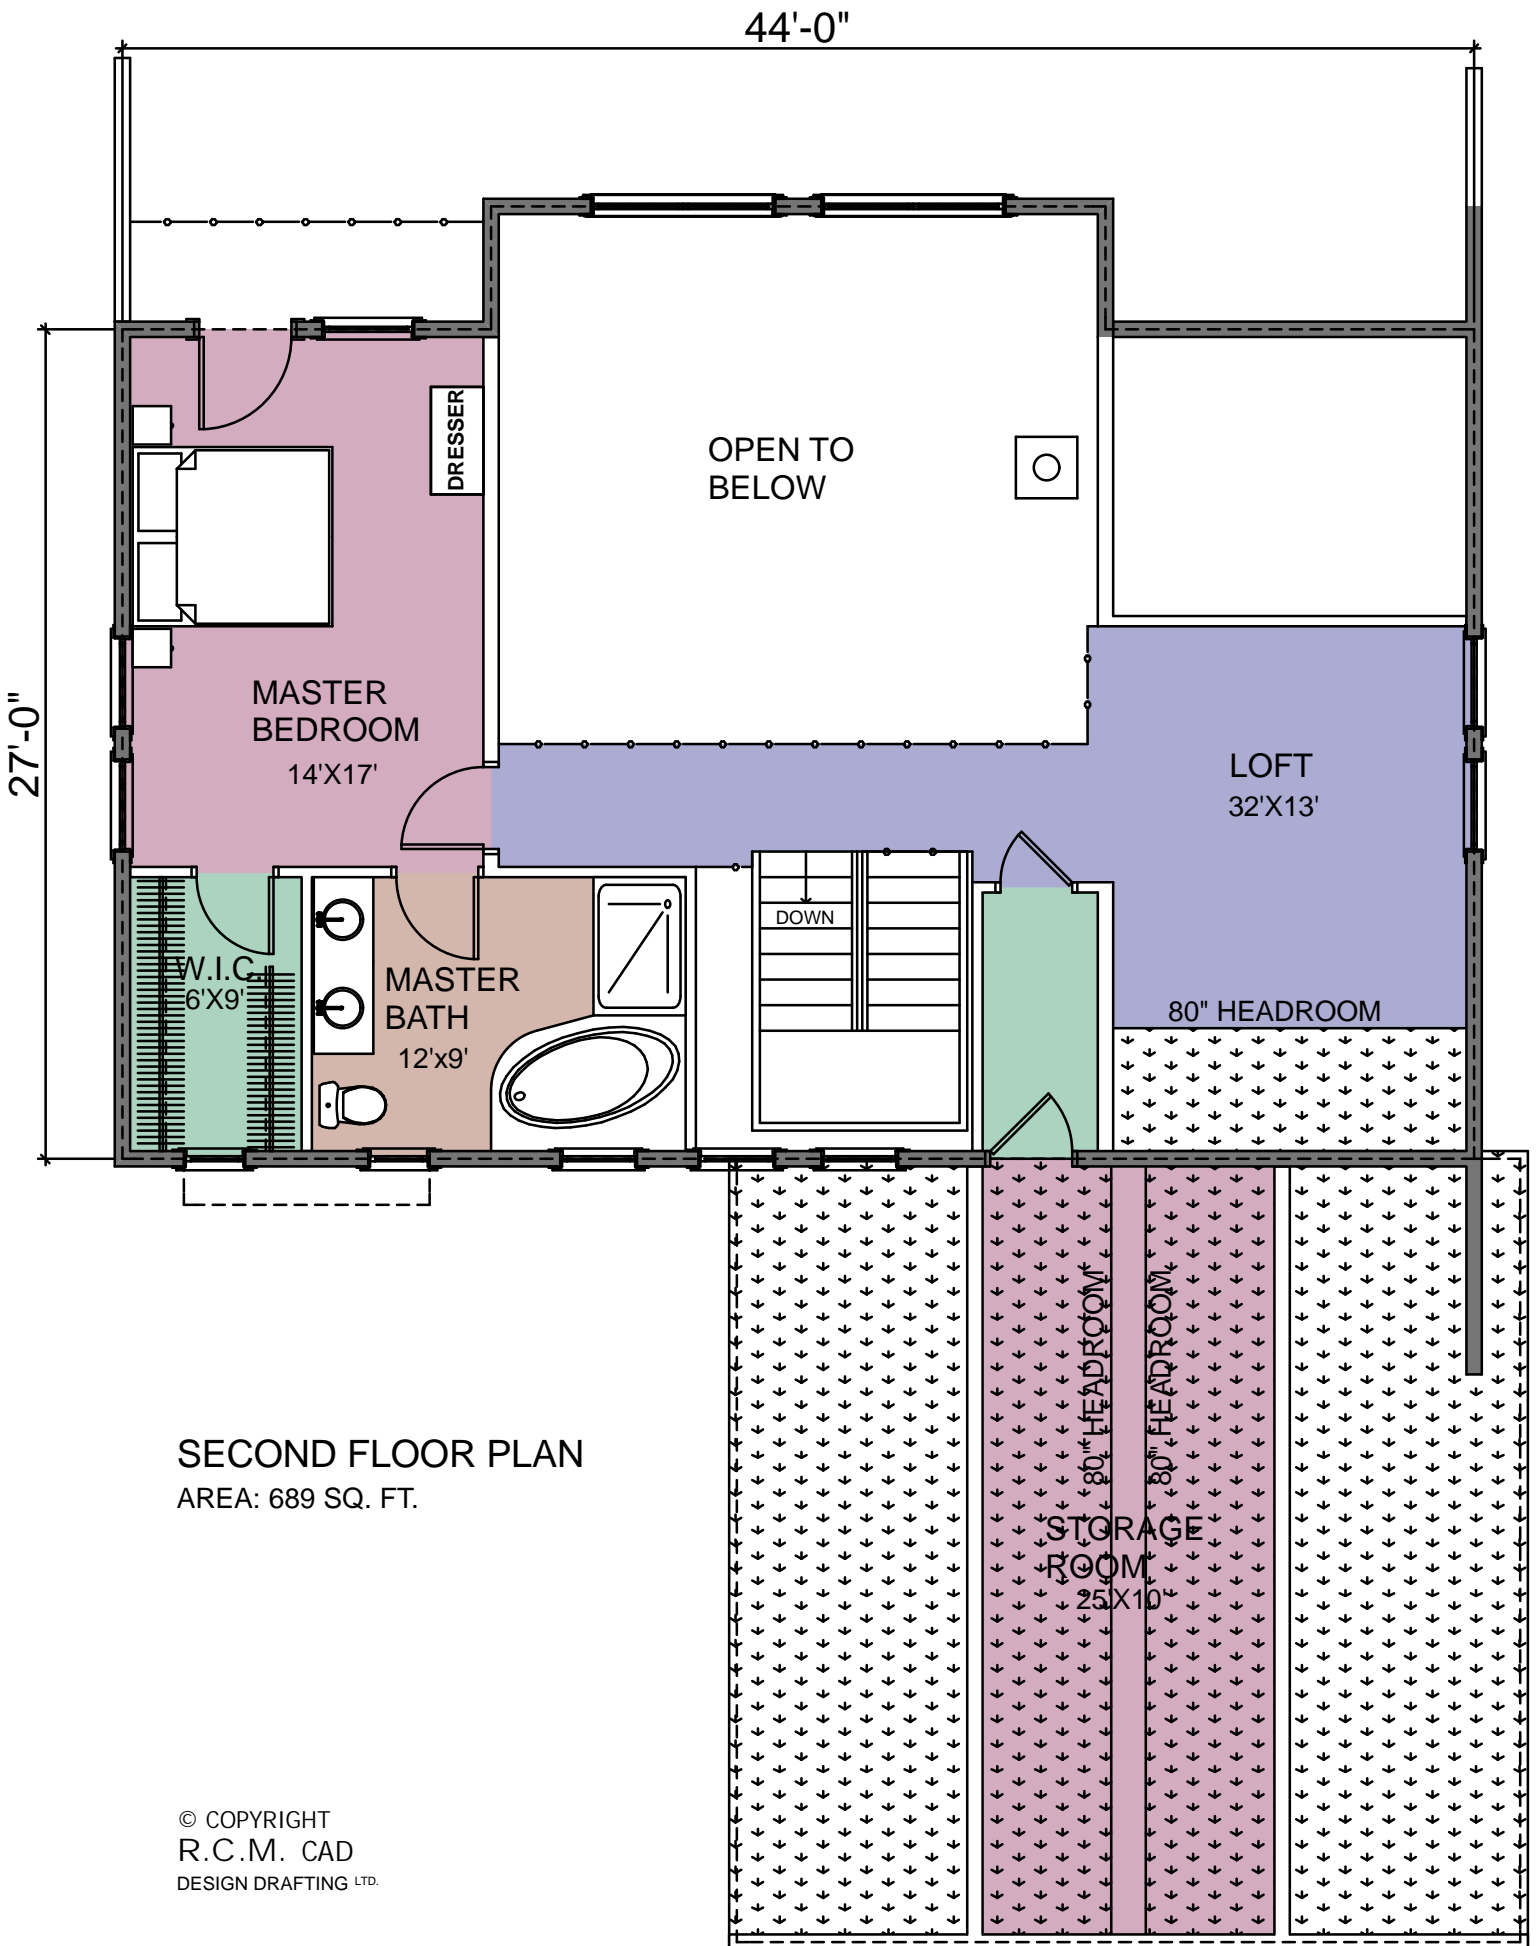 44'-0"
27'-0"
DRESSER
OPEN TO
BELOW
MASTER
BEDROOM
14'X17'
LOFT
32'X13'
DOWN
W.I.C.
6'X9'
MASTER
BATH
12'x9'
80" HEADROOM
80" HEADROOM
80" HEADROOM
STORAGE
ROOM
25'X10'
SECOND FLOOR PLAN
AREA: 689 SQ. FT.
© COPYRIGHT
R.C.M. CAD
DESIGN DRAFTING LTD.